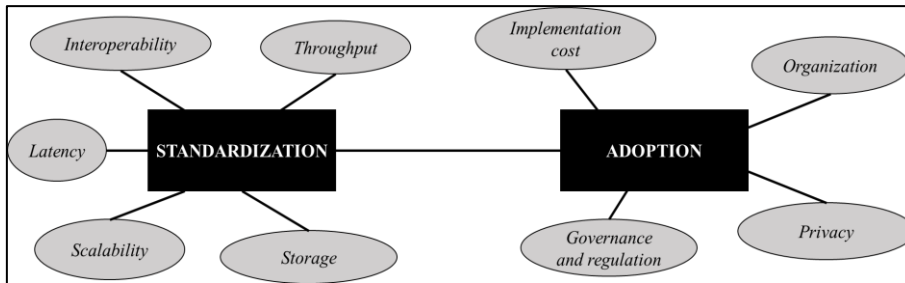 Interoperability
Throughput
Implementation
cost
Organization
Latency
STANDARDIZATION
ADOPTION
Scalability
Storage
Governance
and regulation
Privacy